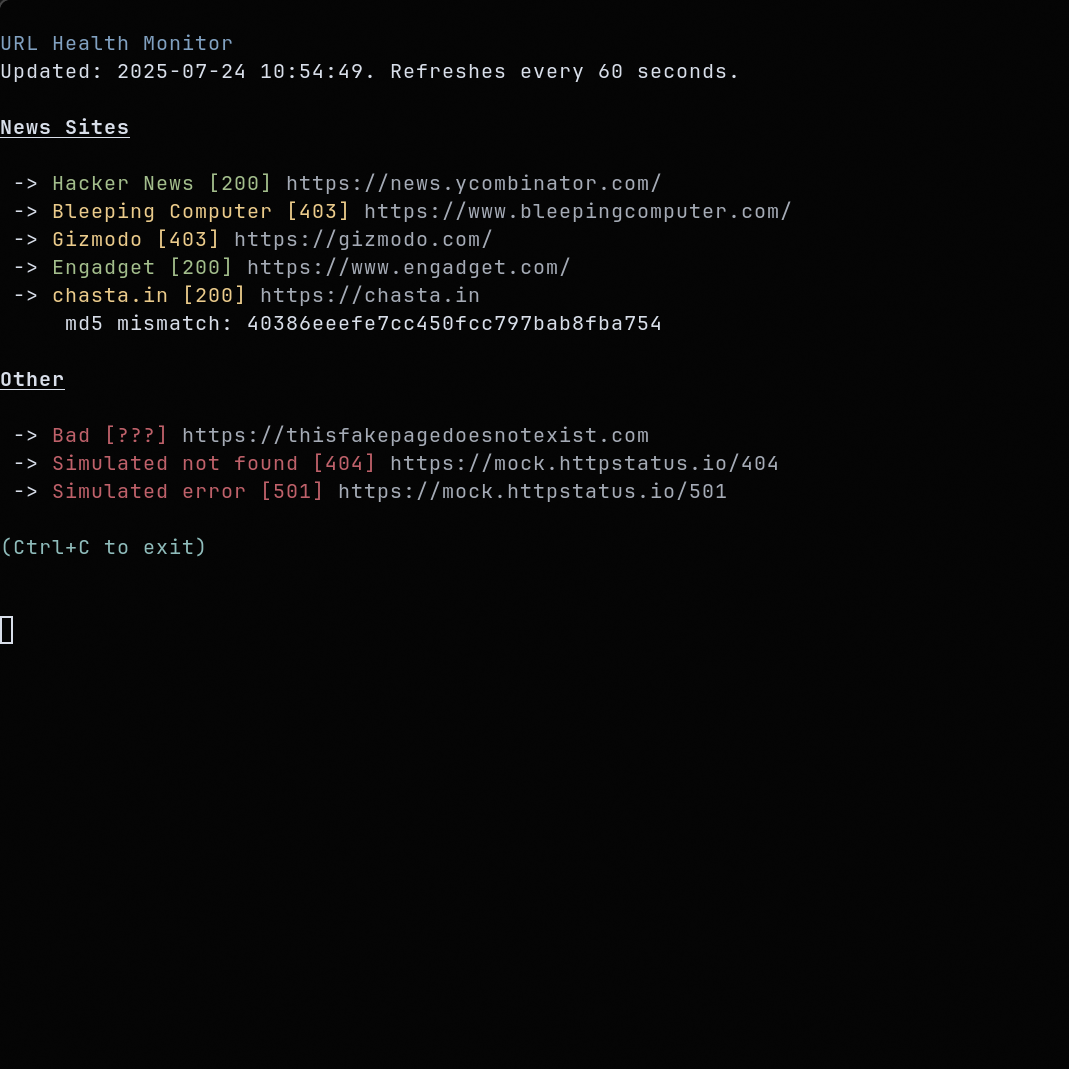 URL Health Monitor
Updated: 2025-07-24 10:54:49. Refreshes every 60 seconds.
News Sites
-> Hacker News [200] https://news.ycombinator.com/
-> Bleeping Computer [403] https://www.bleepingcomputer.com/
-> Gizmodo [403] https://gizmodo.com/
-> Engadget [200] https://www.engadget.com/
-> chasta.in [200] https://chasta.in
md5 mismatch: 40386eeefe7cc450fcc797bab8fba754
Other
-> Bad [???] https://thisfakepagedoesnotexist.com
-> Simulated not found [404] https://mock.httpstatus.io/404
-> Simulated error [501] https://mock.httpstatus.io/501
(Ctrl+C to exit)